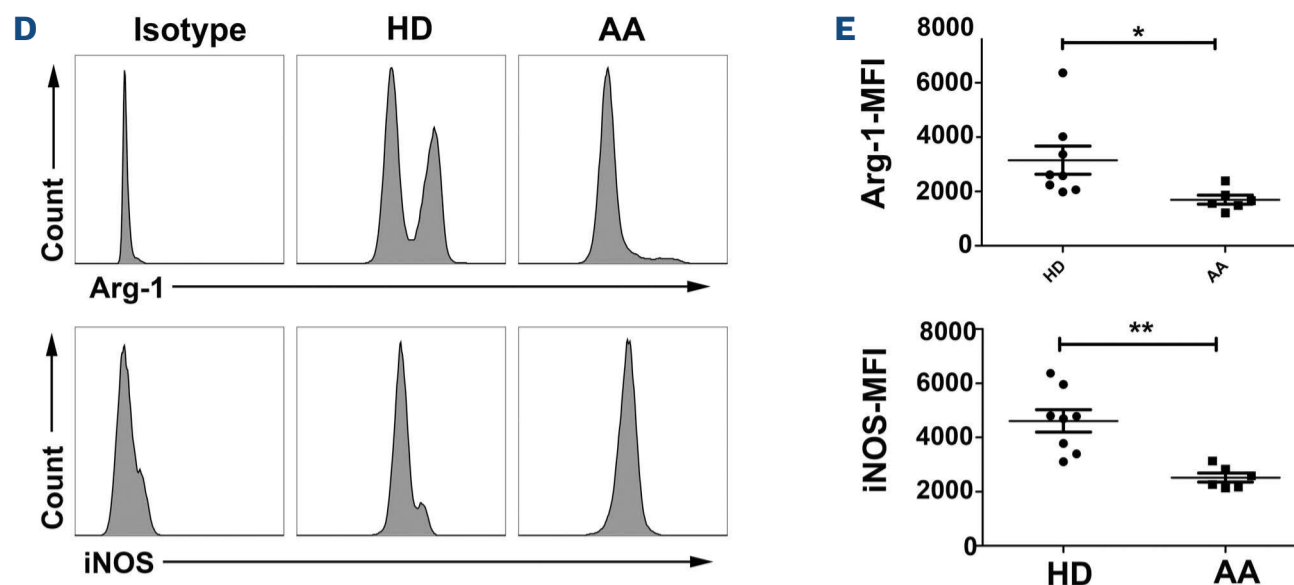 D
Isotype HD AA
Count
Arg-1
Count
iNOS
E
8000
6000
4000
2000
0
Arg-1-MFI
*
HD AA
8000
6000
4000
2000
0
iNOS-MFI
**
HD AA